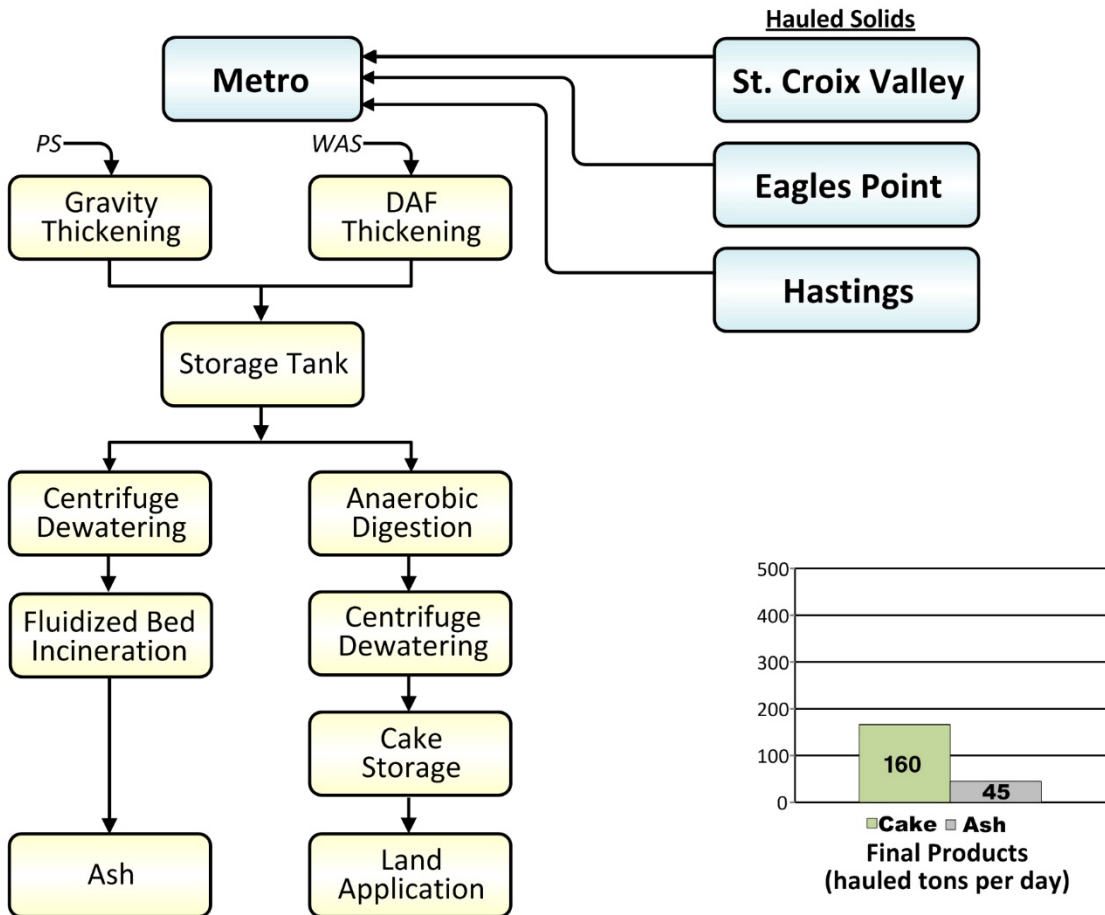 Hauled Solids
Metro
St. Croix Valley
PS
WAS
Eagles Point
Gravity
Thickening
DAF
Thickening
Hastings
Storage Tank
Centrifuge
Dewatering
Anaerobic
Digestion
Fluidized Bed
Incineration
Centrifuge
Dewatering
Cake
Storage
Ash
Land
Application
500
400
300
200
100
0
160
45
Cake Ash
Final Products
(hauled tons per day)